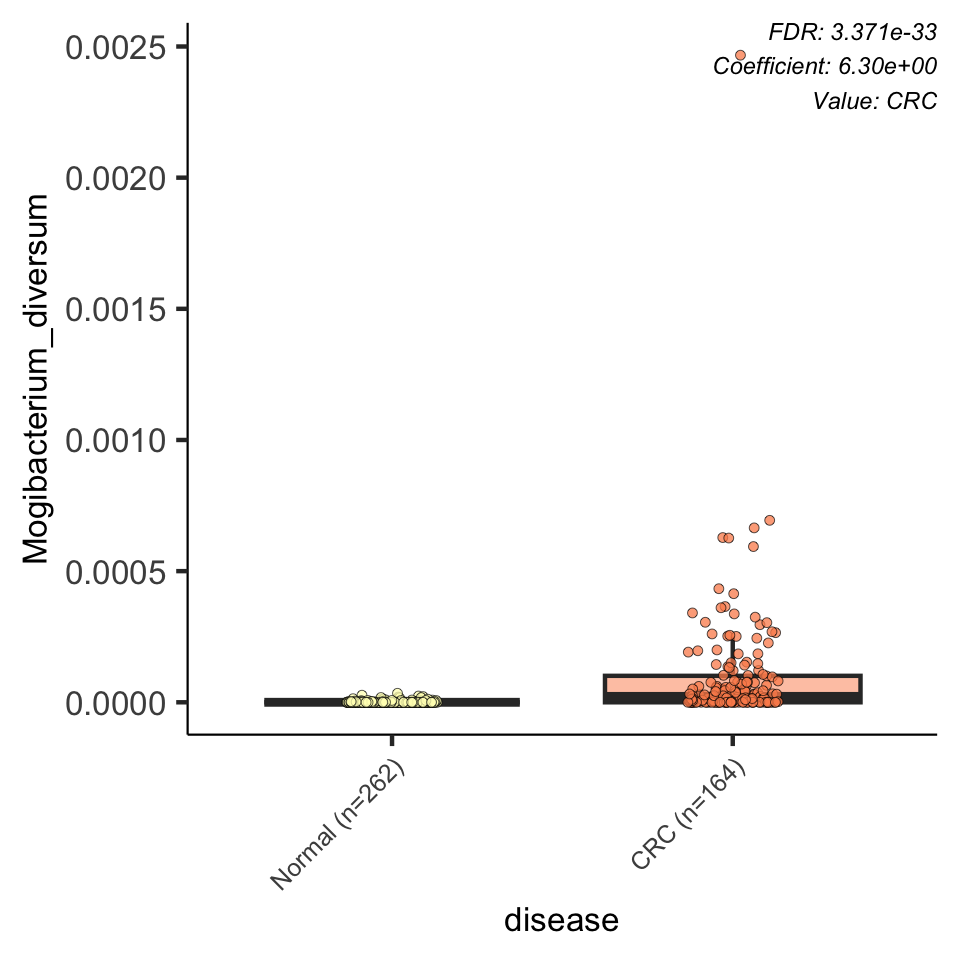 FDR: 3.371e-33
Coefficient: 6.30e+00
Value: CRC
Mogibacterium_diversum
0.0025
0.0020
0.0015
0.0010
0.0005
0.0000
Normal (n=262)
CRC (n=164)
disease